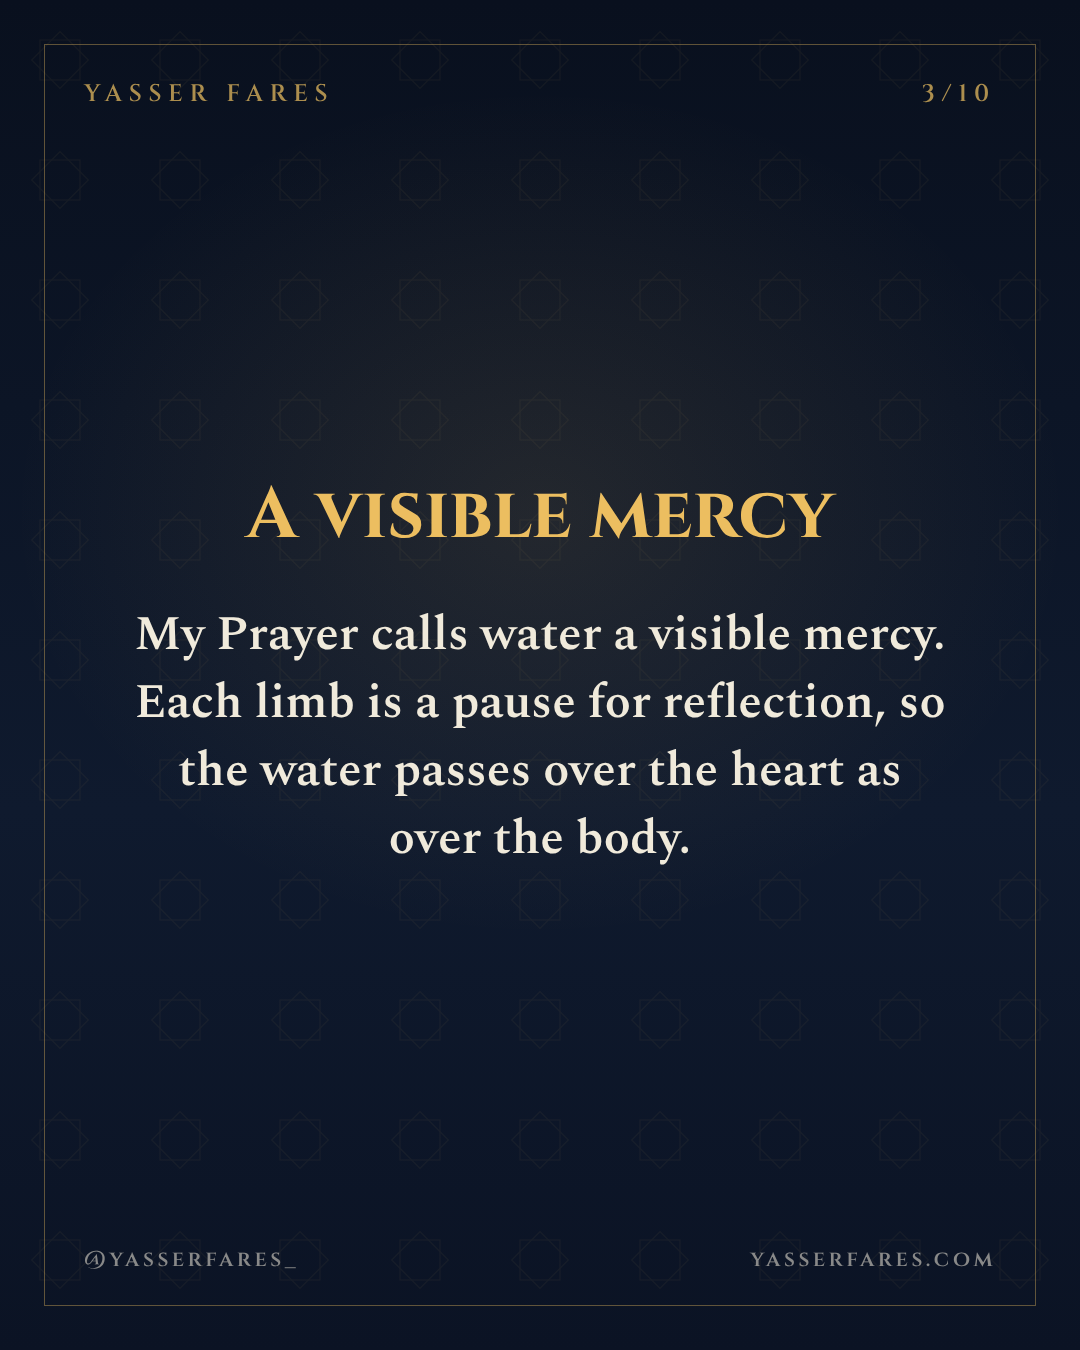 YASSER FARES
3/10
A VISIBLE MERCY
My Prayer calls water a visible mercy.
Each limb is a pause for reflection, so
the water passes over the heart as
over the body.
@YASSERFARES_
YASSERFARES.COM